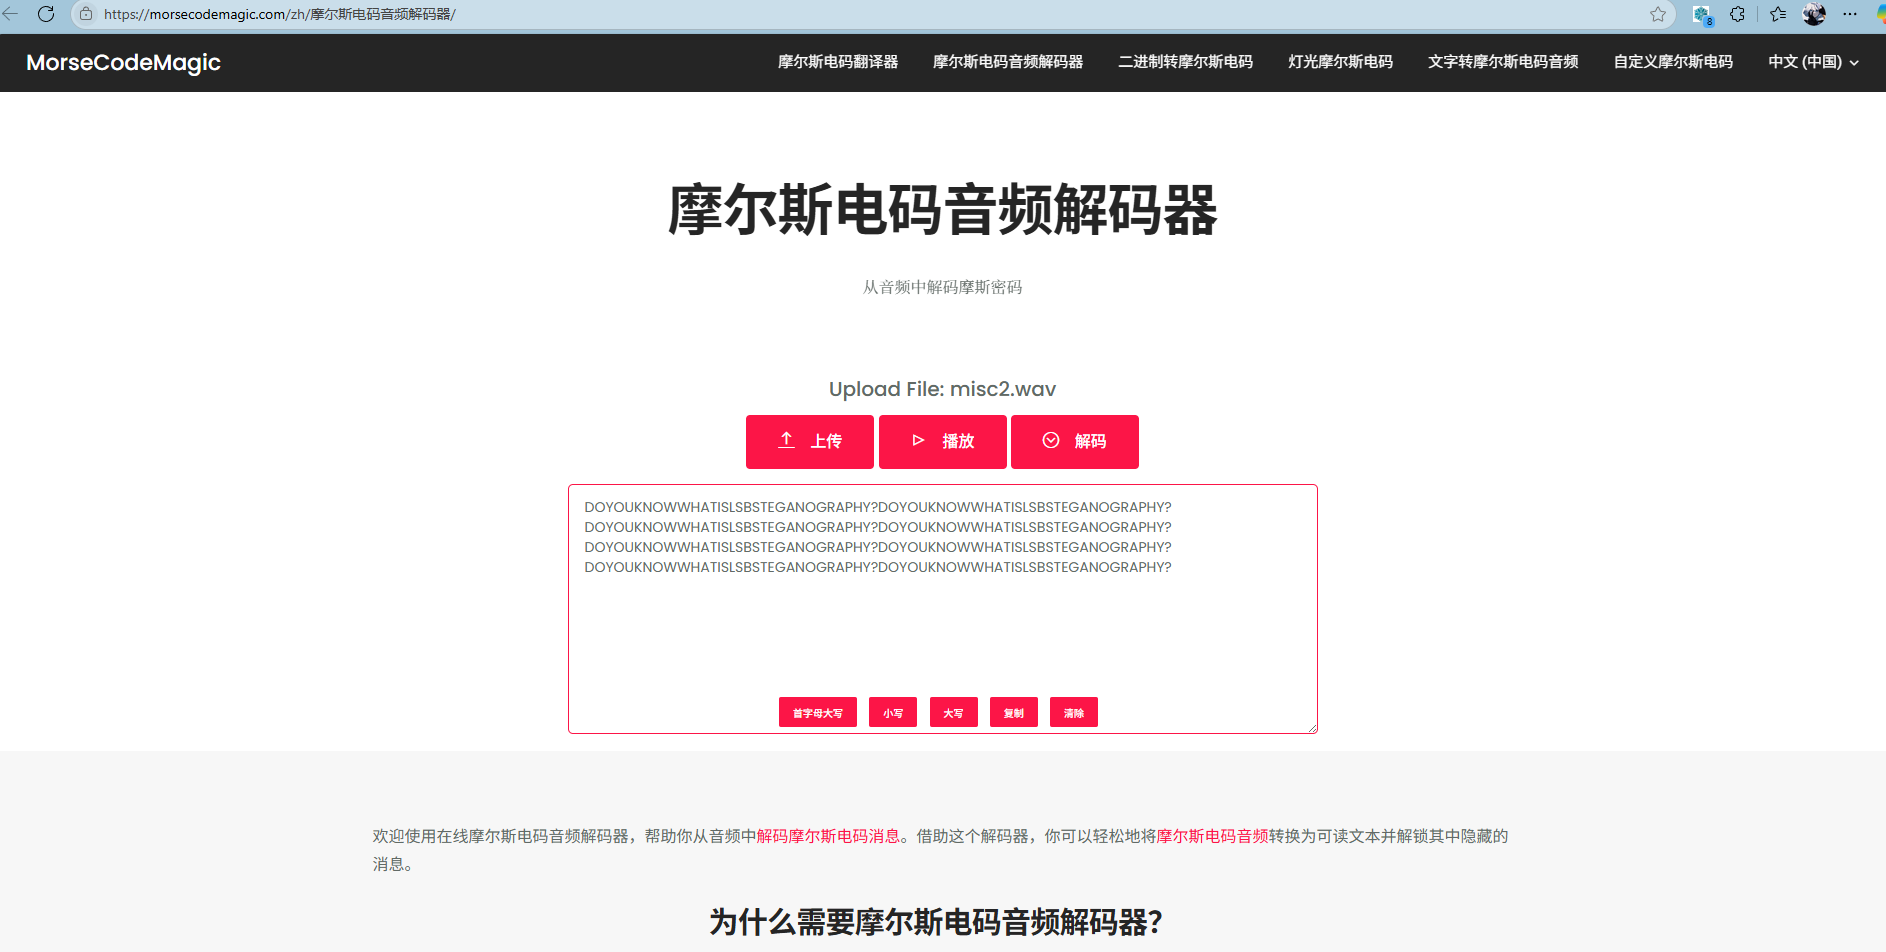 https://morsecodemagic.com/zh/摩尔斯电码音频解码器/
8
MorseCodeMagic 摩尔斯电码翻译器 摩尔斯电码音频解码器 二进制转摩尔斯电码 灯光摩尔斯电码 文字转摩尔斯电码音频 自定义摩尔斯电码 中文 (中国)
摩尔斯电码音频解码器
从音频中解码摩斯密码
Upload File: misc2.wav
上传 播放 解码
DOYOUKNOWWHATISLSBSTEGANOGRAPHY?DOYOUKNOWWHATISLSBSTEGANOGRAPHY?
DOYOUKNOWWHATISLSBSTEGANOGRAPHY?DOYOUKNOWWHATISLSBSTEGANOGRAPHY?
DOYOUKNOWWHATISLSBSTEGANOGRAPHY?DOYOUKNOWWHATISLSBSTEGANOGRAPHY?
DOYOUKNOWWHATISLSBSTEGANOGRAPHY?DOYOUKNOWWHATISLSBSTEGANOGRAPHY?
首字母大写 小写 大写 复制 清除
欢迎使用在线摩尔斯电码音频解码器，帮助你从音频中解码摩尔斯电码消息。借助这个解码器，你可以轻松地将摩尔斯电码音频转换为可读文本并解锁其中隐藏的
消息。
为什么需要摩尔斯电码音频解码器？